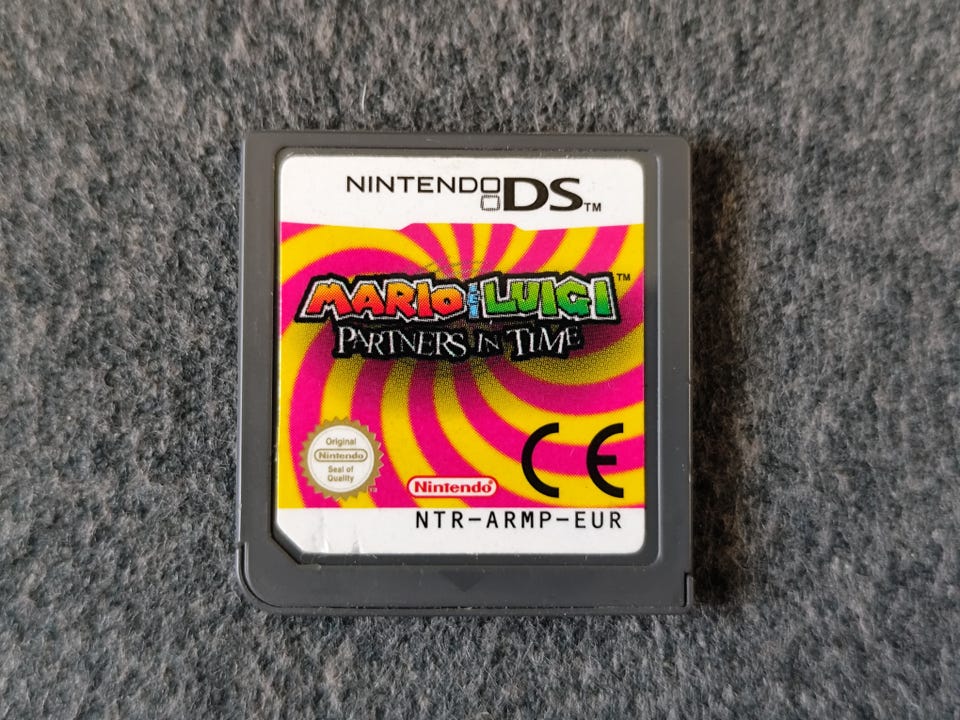 NINTENDO DS™
MARIO & LUIGI™
PARTNERS IN TIME
Original
Nintendo
Seal of
Quality
Nintendo®
CE
NTR-ARMP-EUR